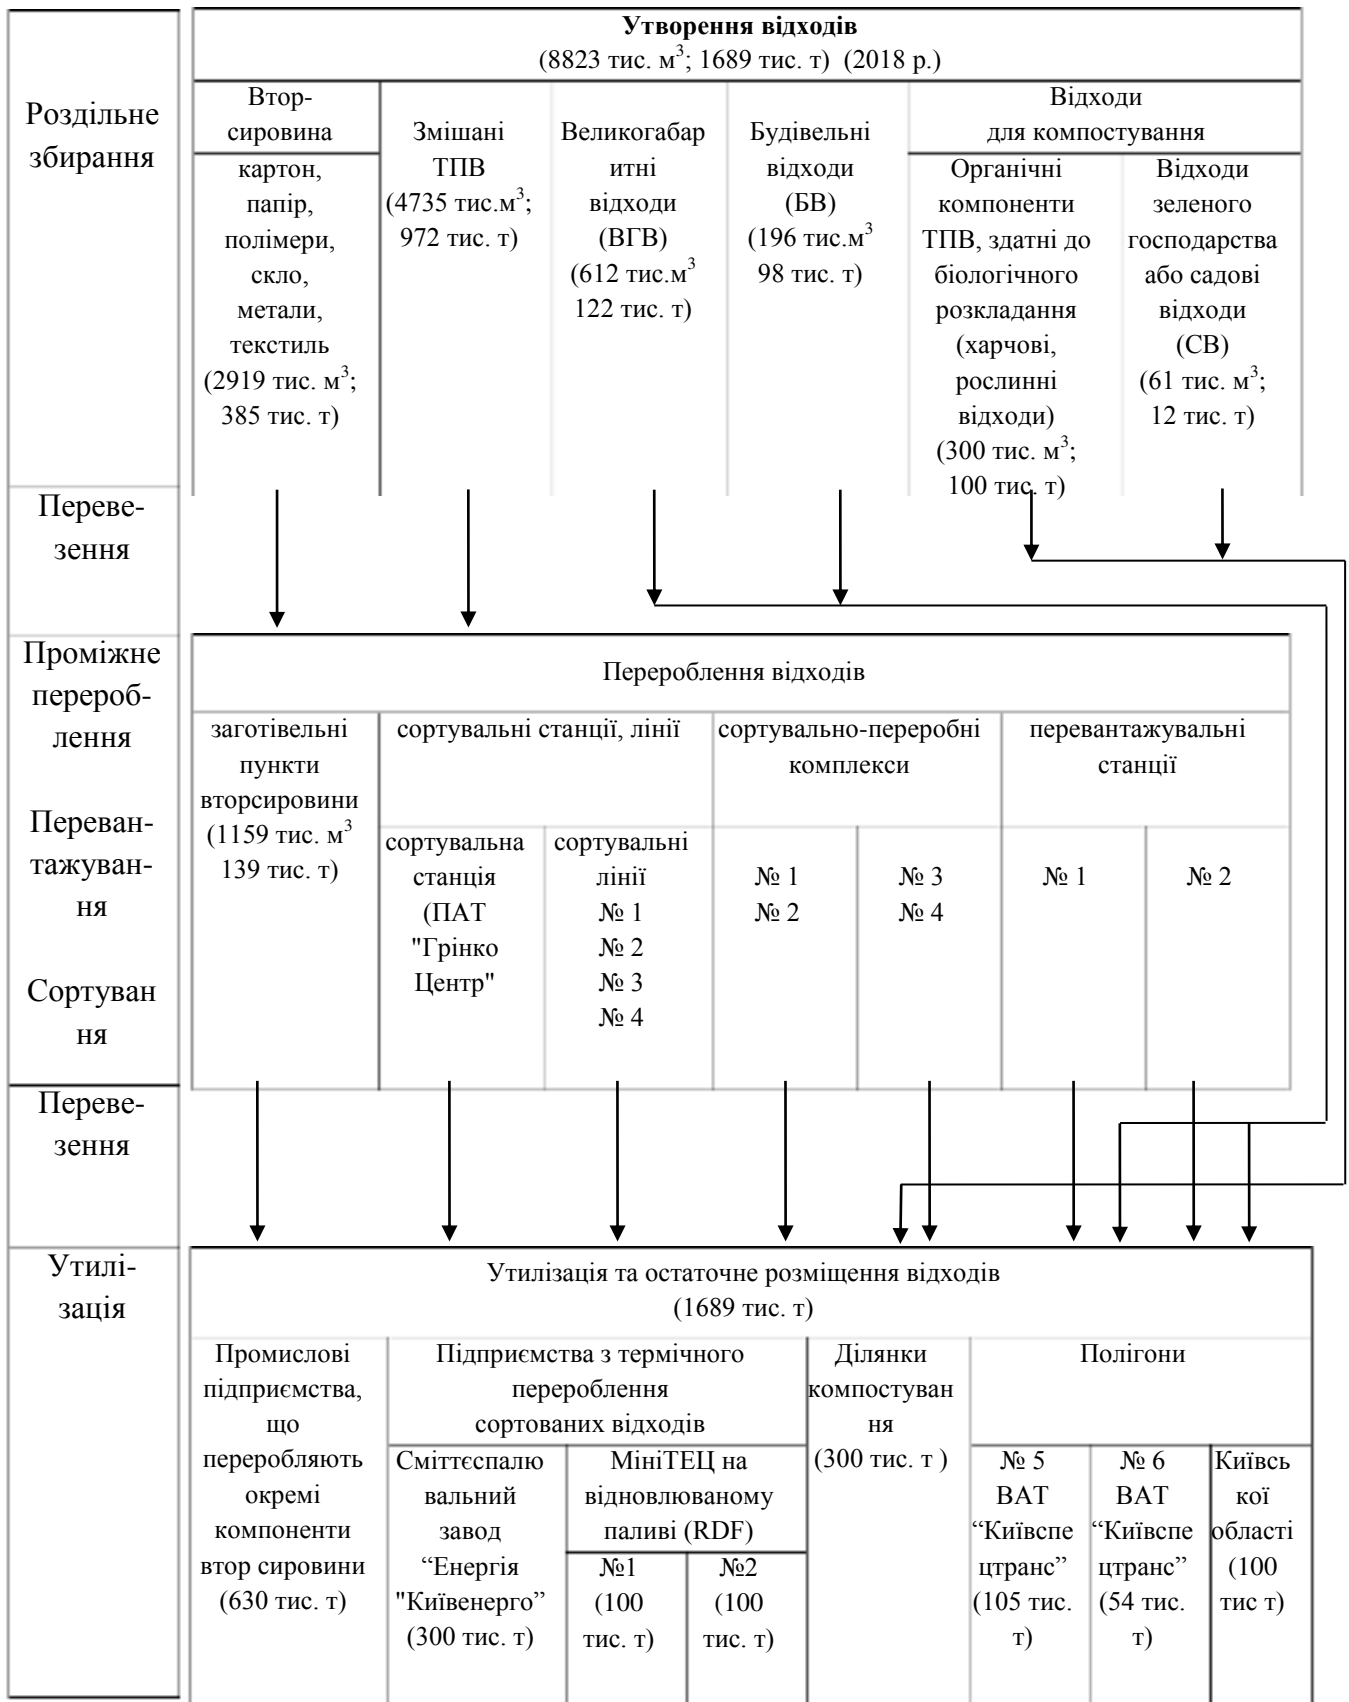 Утворення відходів
(8823 тис. м³; 1689 тис. т) (2018 р.)
Роздільне
збирання
Втор-
сировина
картон,
папір,
полімери,
скло,
метали,
текстиль
(2919 тис. м³;
385 тис. т)
Змішані
ТПВ
(4735 тис.м³;
972 тис. т)
Великогабар
итні
відходи
(ВГВ)
(612 тис.м³
122 тис. т)
Будівельні
відходи
(БВ)
(196 тис.м³
98 тис. т)
Відходи
для компостування
Органічні
компоненти
ТПВ, здатні до
біологічного
розкладання
(харчові,
рослинні
відходи)
(300 тис. м³;
100 тис. т)
Відходи
зеленого
господарства
або садові
відходи
(СВ)
(61 тис. м³;
12 тис. т)
Переве-
зення
Проміжне
перероб-
лення
Переван-
тажуван-
ня
Сортуван
ня
Перероблення відходів
заготівельні
пункти
вторсировини
(1159 тис. м³
139 тис. т)
сортувальні станції, лінії
сортувальна
станція
(ПАТ
"Грінко
Центр"
сортувальні
лінії
№ 1
№ 2
№ 3
№ 4
сортувально-переробні
комплекси
№ 1
№ 2
№ 3
№ 4
перевантажувальні
станції
№ 1
№ 2
Переве-
зення
Утилі-
зація
Утилізація та остаточне розміщення відходів
(1689 тис. т)
Промислові
підприємства,
що
переробляють
окремі
компоненти
втор сировини
(630 тис. т)
Підприємства з термічного
перероблення
сортованих відходів
Сміттєспалю
вальний
завод
“Енергія
"Київенерго”
(300 тис. т)
МініТЕЦ на
відновлюваному
паливі (RDF)
№1
(100
тис. т)
№2
(100
тис. т)
Ділянки
компостуван
ня
(300 тис. т )
Полігони
№ 5
ВАТ
“Київспе
цтранс”
(105 тис.
т)
№ 6
ВАТ
“Київспе
цтранс”
(54 тис.
т)
Київсь
кої
області
(100
тис т)